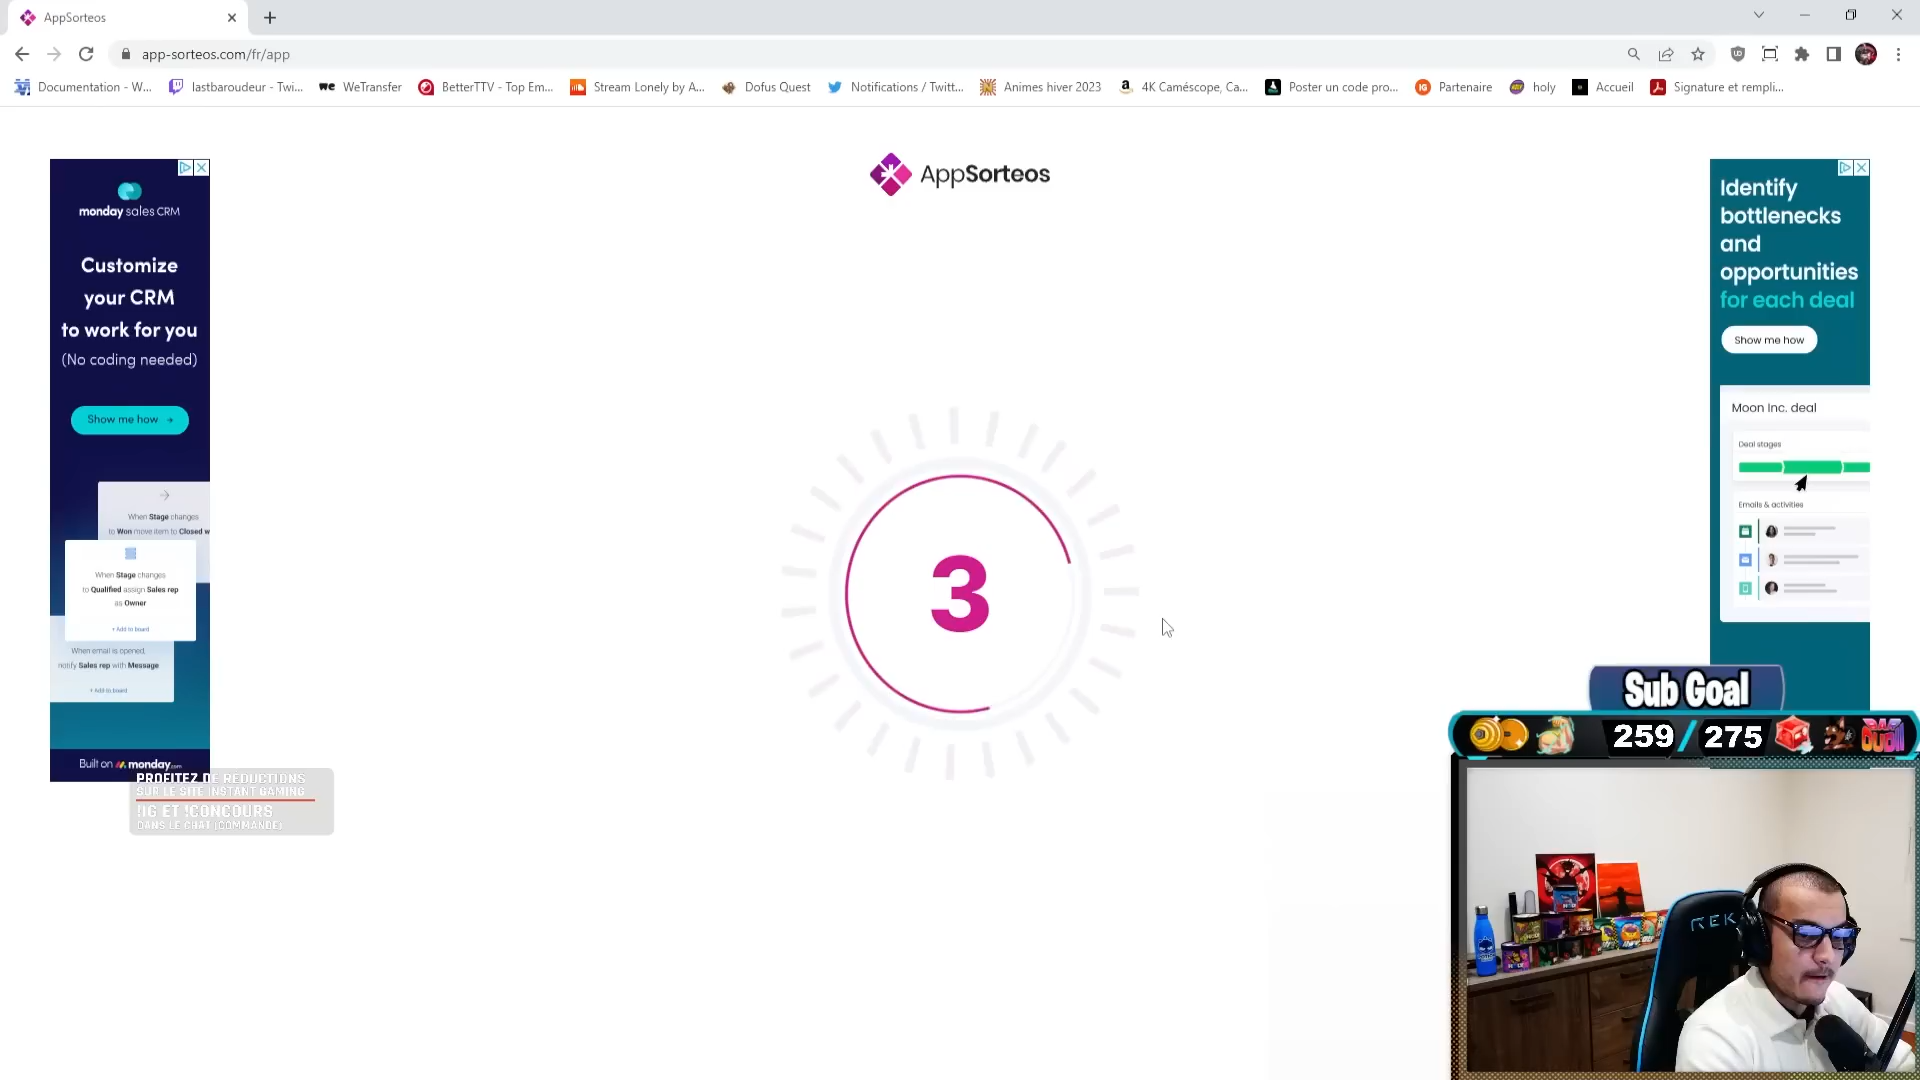 AppSorteos
app-sorteos.com/fr/app
Documentation - W...
lastbaroudeur - Twi...
WeTransfer
BetterTTV - Top Em...
Stream Lonely by A...
Dofus Quest
Notifications / Twitt...
Animes hiver 2023
4K Caméscope, Ca...
Poster un code pro...
Partenaire
holy
Accueil
Signature et rempli...
AppSorteos
monday sales CRM
Customize
your CRM
to work for you
(No coding needed)
Show me how →
When Stage changes
to Won move item to Closed w
When Stage changes
to Qualified assign Sales rep
as Owner
+ Add to board
When email is opened,
notify Sales rep with Message
+ Add to board
Built on monday.com
PROFITEZ DE REDUCTIONS
SUR LE SITE INSTANT GAMING
!IG ET !CONCOURS
DANS LE CHAT (COMMANDE)
3
Identify
bottlenecks
and
opportunities
for each deal
Show me how
Moon Inc. deal
Deal stages
Emails & activities
Sub Goal
259 / 275
REK